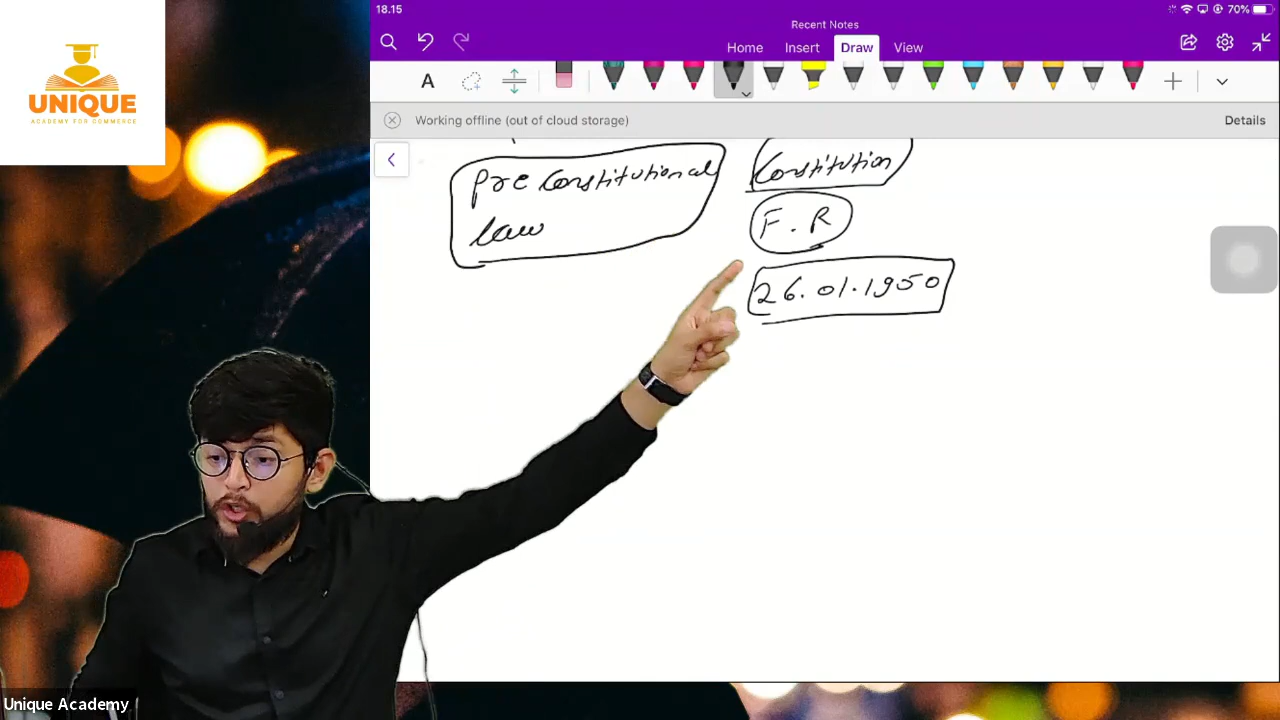 UNIQUE
ACADEMY FOR COMMERCE
18.15
70%
Recent Notes
Home Insert Draw View
A
Working offline (out of cloud storage)
Details
Pre Constitutional
law
Constitution
F.R
26.01.1950
Unique Academy